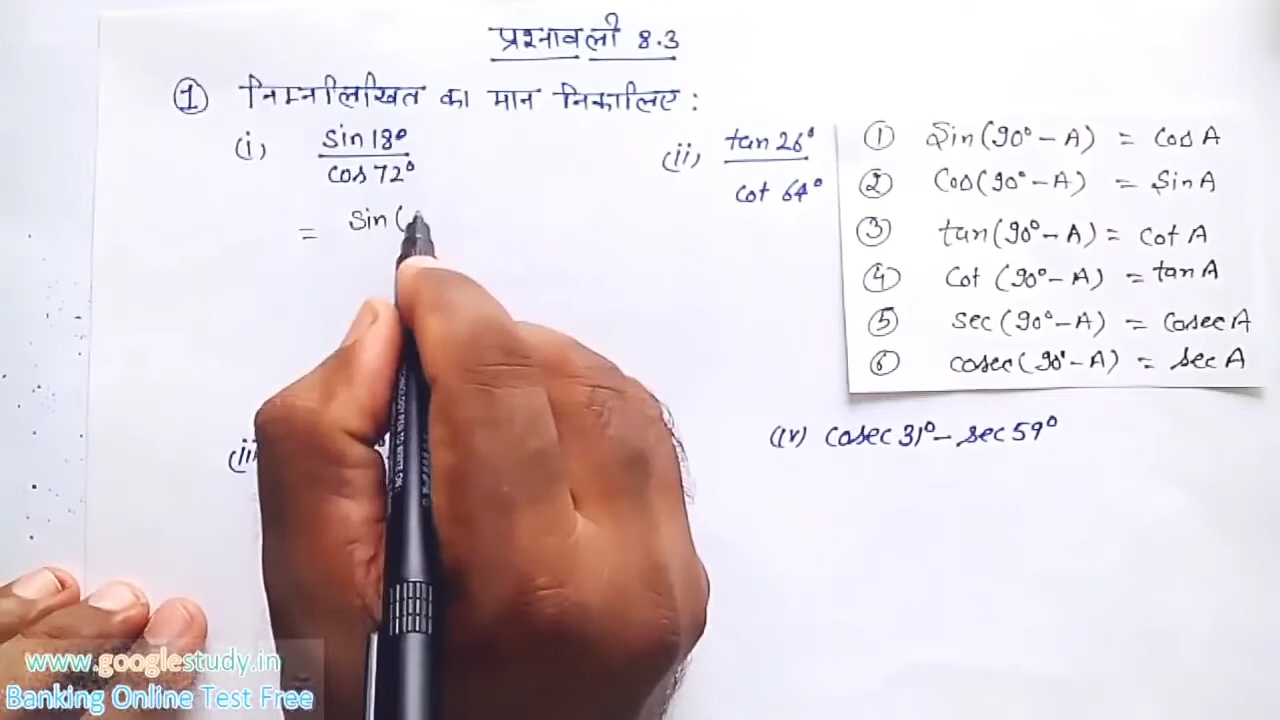 प्रश्नावली 8.3
① निम्नलिखित का मान निकालिए :
(i) sin 18° / cos 72°
= sin (
(ii) tan 26° / cot 64°
① sin(90° - A) = cos A
② cos(90° - A) = sin A
③ tan(90° - A) = cot A
④ cot (90° - A) = tan A
⑤ sec (90° - A) = cosec A
⑥ cosec (90° - A) = sec A
(iv) cosec 31° - sec 59°
www.googlestudy.in
Banking Online Test Free